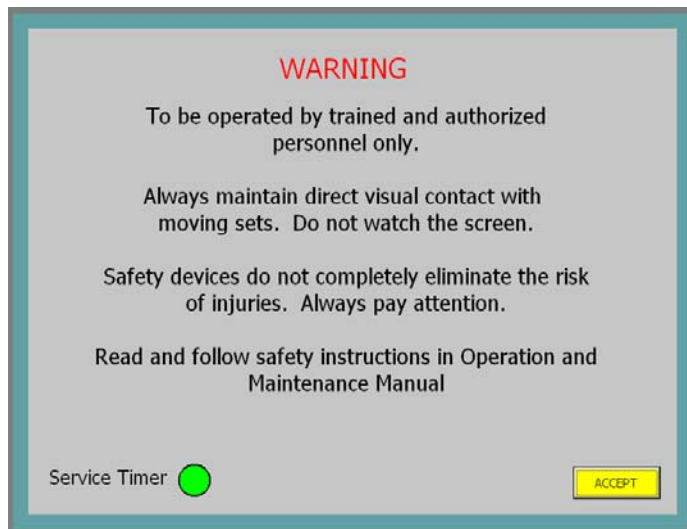 WARNING
To be operated by trained and authorized
personnel only.
Always maintain direct visual contact with
moving sets.  Do not watch the screen.
Safety devices do not completely eliminate the risk
of injuries.  Always pay attention.
Read and follow safety instructions in Operation and
Maintenance Manual
Service Timer
ACCEPT